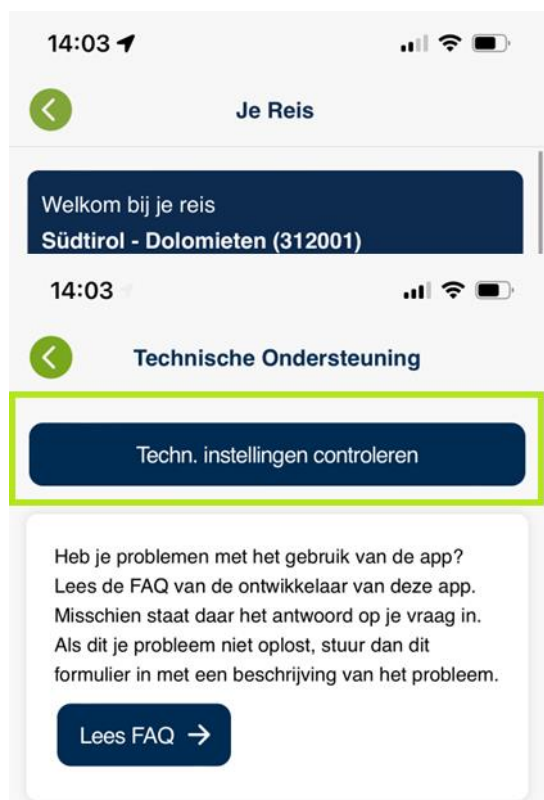 14:03
Je Reis
Welkom bij je reis
Südtirol - Dolomieten (312001)
14:03
Technische Ondersteuning
Techn. instellingen controleren
Heb je problemen met het gebruik van de app?
Lees de FAQ van de ontwikkelaar van deze app.
Misschien staat daar het antwoord op je vraag in.
Als dit je probleem niet oplost, stuur dan dit
formulier in met een beschrijving van het probleem.
Lees FAQ →